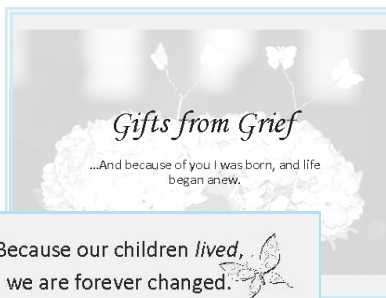 Gifts from Grief
...And because of you I was born, and life
began anew.
Because our children lived,
we are forever changed.